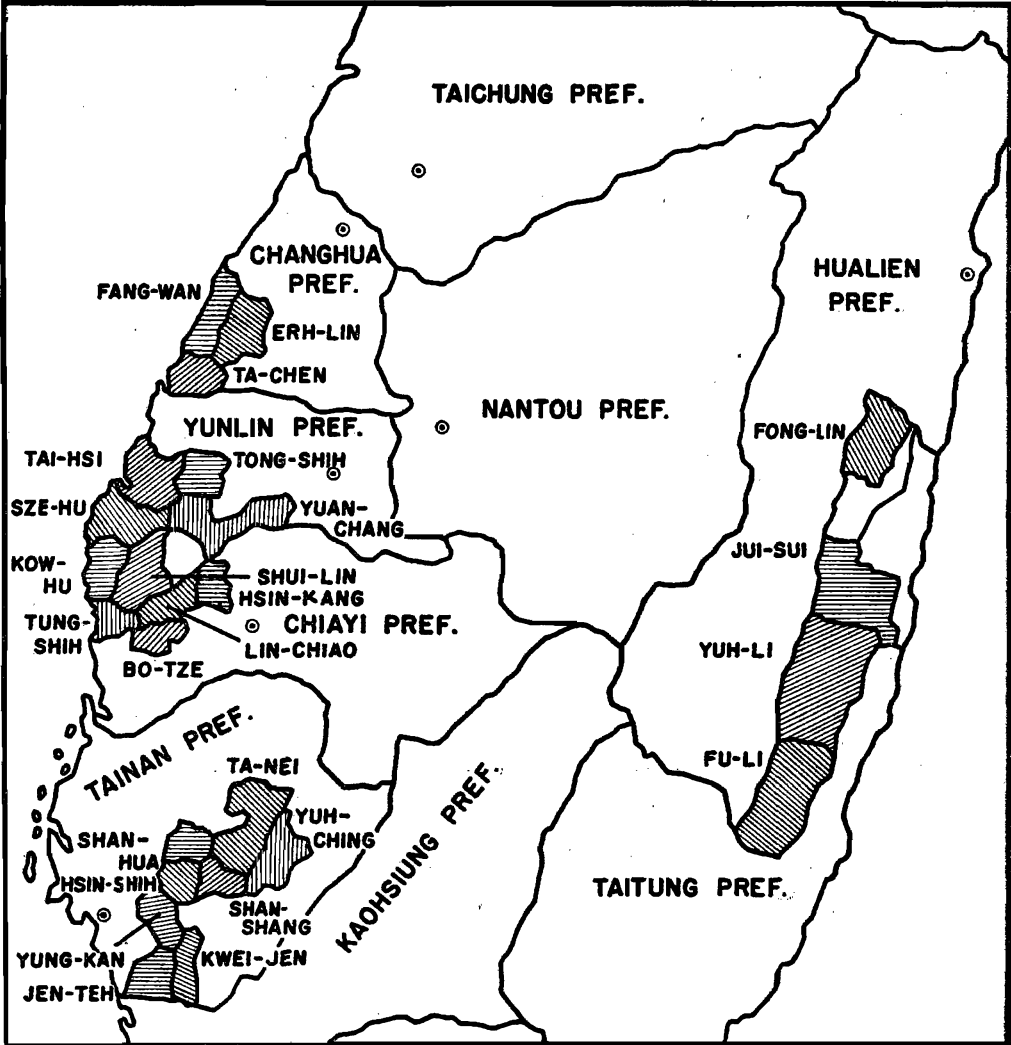 TAICHUNG PREF.
CHANGHUA
PREF.
HUALIEN
PREF.
FANG-WAN
ERH-LIN
TA-CHEN
NANTOU PREF.
YUNLIN PREF.
FONG-LIN
TAI-HSI
TONG-SHIH
SZE-HU
YUAN-
CHANG
JUI-SUI
KOW-
HU
SHUI-LIN
HSIN-KANG
TUNG-
SHIH
CHIAYI PREF.
LIN-CHIAO
BO-TZE
YUH-LI
TAINAN PREF.
FU-LI
TA-NEI
YUH-
CHING
SHAN-
HUA
HSIN-SHIH
KAOHSIUNG PREF.
TAITUNG PREF.
SHAN-
SHANG
YUNG-KAN
KWEI-JEN
JEN-TEH